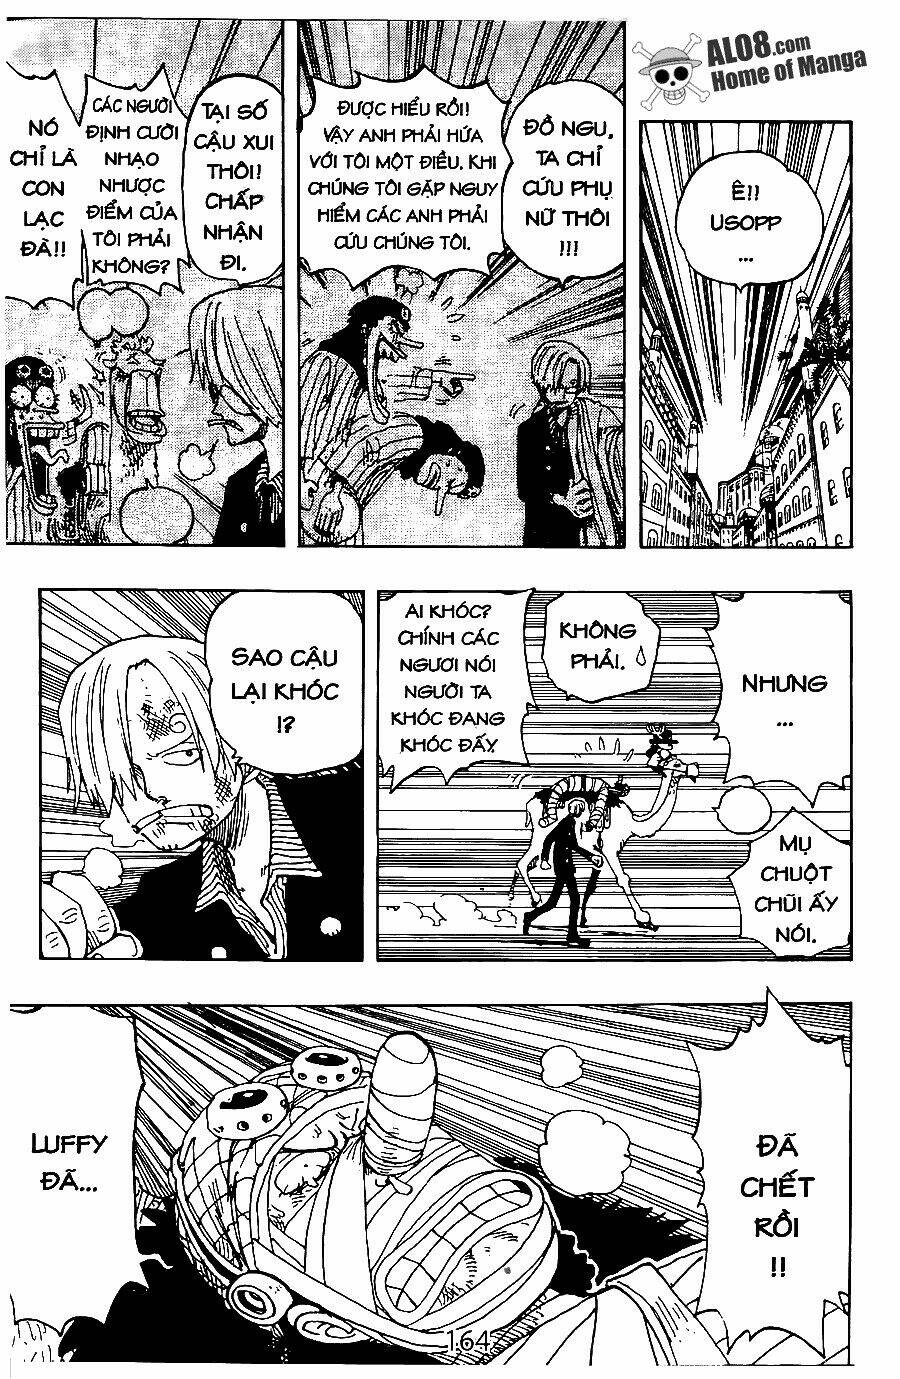 ALO8.com
Home of Manga
Ê!!
USOPP
...
ĐỒ NGU.
TA CHỈ
CỨU PHỤ
NỮ THÔI
!!!
ĐƯỢC HIỂU RỒI!
VẬY ANH PHẢI HỨA
VỚI TÔI MỘT ĐIỀU. KHI
CHÚNG TÔI GẶP NGUY
HIỂM CÁC ANH PHẢI
CỨU CHÚNG TÔI.
TẠI SỐ
CẬU XUI
THÔI!
CHẤP
NHẬN
ĐI.
CÁC NGƯỜI
ĐỊNH CƯỜI
NHẠO
NHƯỢC
ĐIỂM CỦA
TÔI PHẢI
KHÔNG?
NÓ
CHỈ LÀ
CON
LẠC
ĐÀ!!
NHƯNG
...
MỤ
CHUỘT
CHŨI ẤY
NÓI.
KHÔNG
PHẢI.
AI KHÓC?
CHÍNH CÁC
NGƯƠI NÓI
NGƯỜI TA
KHÓC ĐANG
KHÓC ĐẤY.
SAO CẬU
LẠI KHÓC
!?
ĐÃ
CHẾT
RỒI
!!
LUFFY
ĐÃ...
164